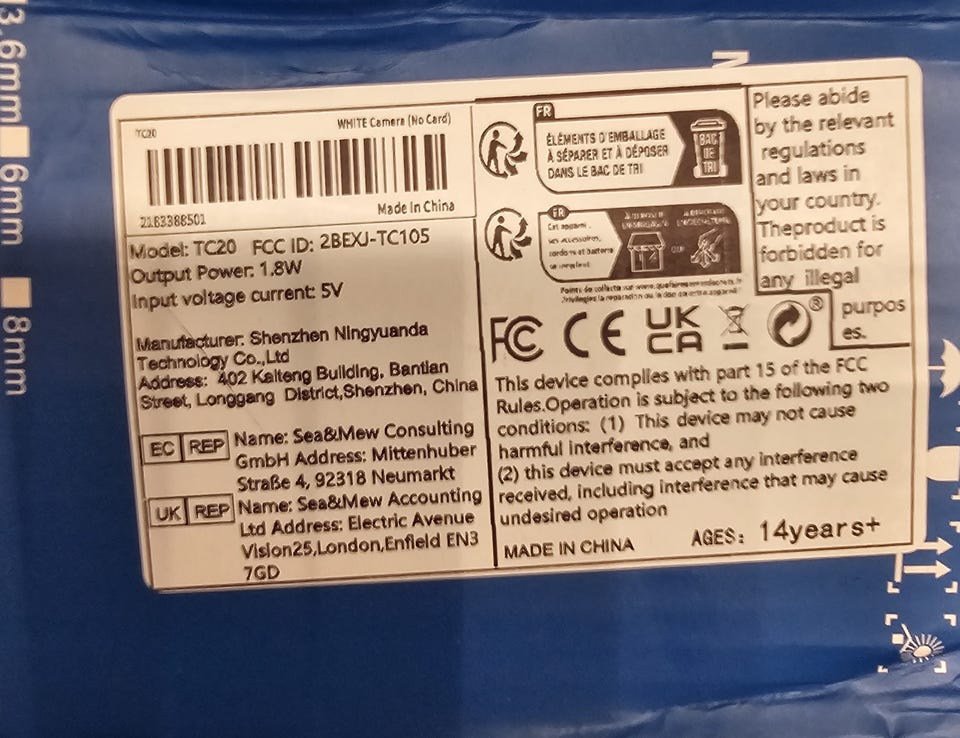 3.6mm
6mm
8mm
N
TC20
WHITE Camera (No Card)
2163388501
Made In China
Model: TC20 FCC ID: 2BEXJ-TC105
Output Power: 1.8W
Input voltage current: 5V
Manufacturer: Shenzhen Ningyuanda
Technology Co.,Ltd
Address: 402 Kaiteng Building, Bantian
Street, Longgang District,Shenzhen, China
EC REP
Name: Sea&Mew Consulting
GmbH Address: Mittenhuber
Straße 4, 92318 Neumarkt
UK REP
Name: Sea&Mew Accounting
Ltd Address: Electric Avenue
Vision25,London,Enfield EN3
7GD
FR
ÉLÉMENTS D'EMBALLAGE
À SÉPARER ET À DÉPOSER
DANS LE BAC DE TRI
BAC
DE
TRI
FR
Cet appareil,
ses accessoires,
cordons et batterie
OU
Please abide
by the relevant
regulations
and laws in
your country.
Theproduct is
forbidden for
any illegal
purpos
es.
FC CE UK
CA
®
This device complies with part 15 of the FCC
Rules.Operation is subject to the following two
conditions: (1) This device may not cause
harmful interference, and
(2) this device must accept any interference
received, including interference that may cause
undesired operation
MADE IN CHINA
AGES: 14years+